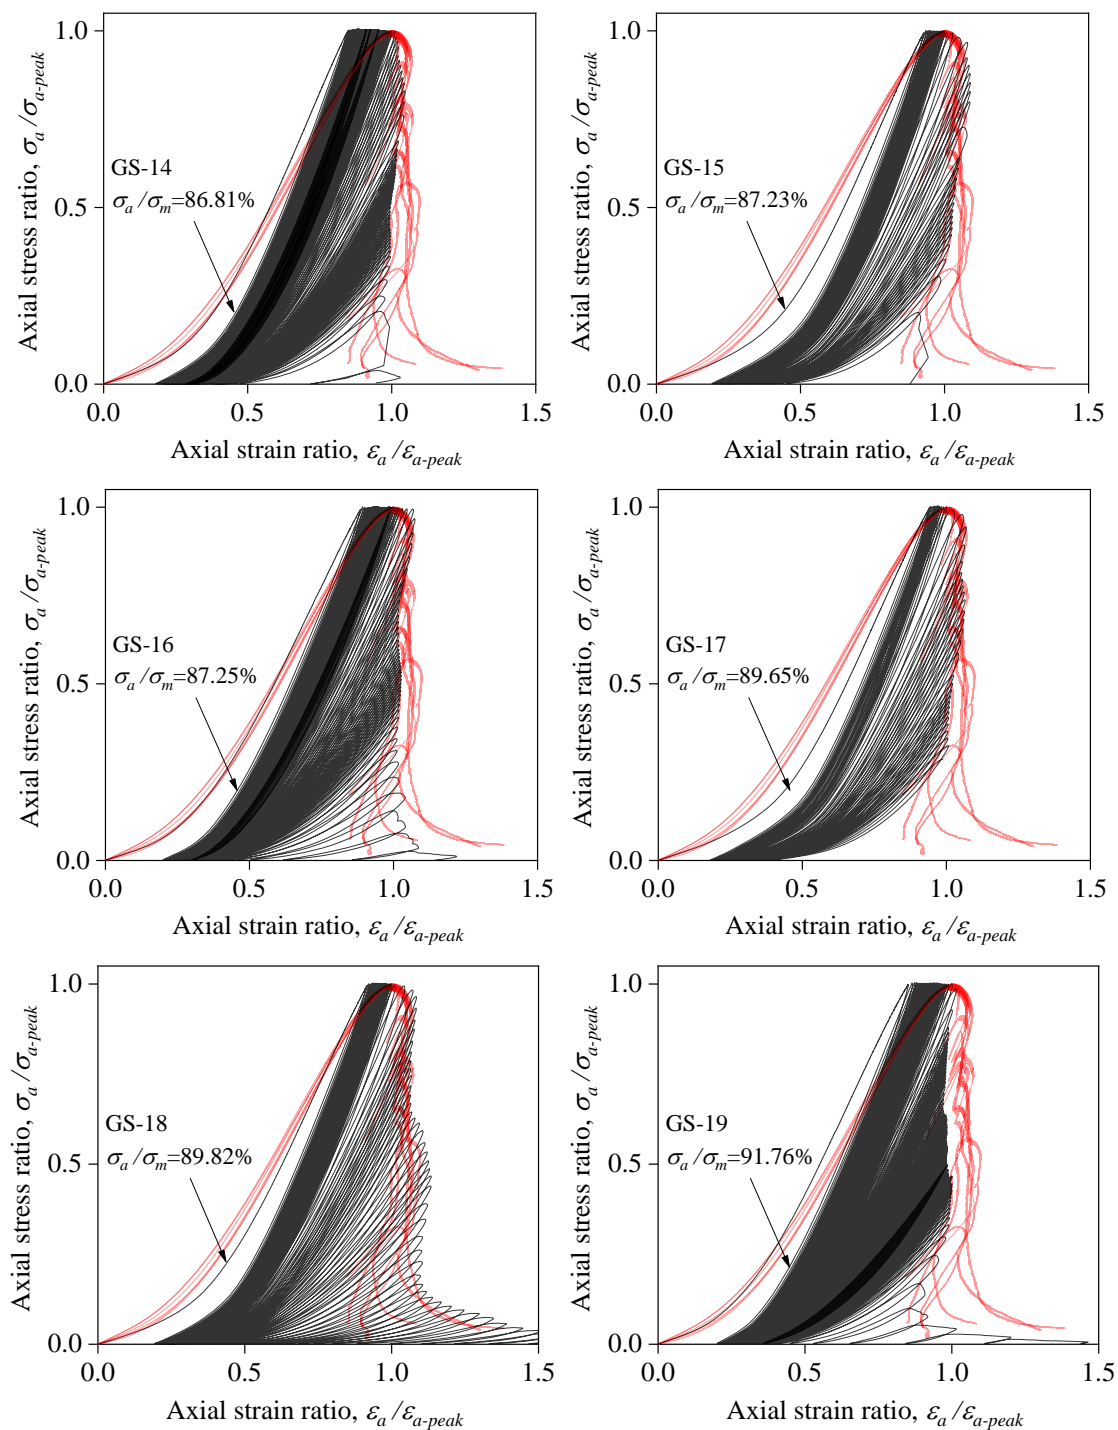 1.0
0.5
0.0
Axial stress ratio, σa/σa-peak
GS-14
σa/σm=86.81%
0.0 0.5 1.0 1.5
Axial strain ratio, εa/εa-peak
1.0
0.5
0.0
Axial stress ratio, σa/σa-peak
GS-15
σa/σm=87.23%
0.0 0.5 1.0 1.5
Axial strain ratio, εa/εa-peak
1.0
0.5
0.0
Axial stress ratio, σa/σa-peak
GS-16
σa/σm=87.25%
0.0 0.5 1.0 1.5
Axial strain ratio, εa/εa-peak
1.0
0.5
0.0
Axial stress ratio, σa/σa-peak
GS-17
σa/σm=89.65%
0.0 0.5 1.0 1.5
Axial strain ratio, εa/εa-peak
1.0
0.5
0.0
Axial stress ratio, σa/σa-peak
GS-18
σa/σm=89.82%
0.0 0.5 1.0 1.5
Axial strain ratio, εa/εa-peak
1.0
0.5
0.0
Axial stress ratio, σa/σa-peak
GS-19
σa/σm=91.76%
0.0 0.5 1.0 1.5
Axial strain ratio, εa/εa-peak